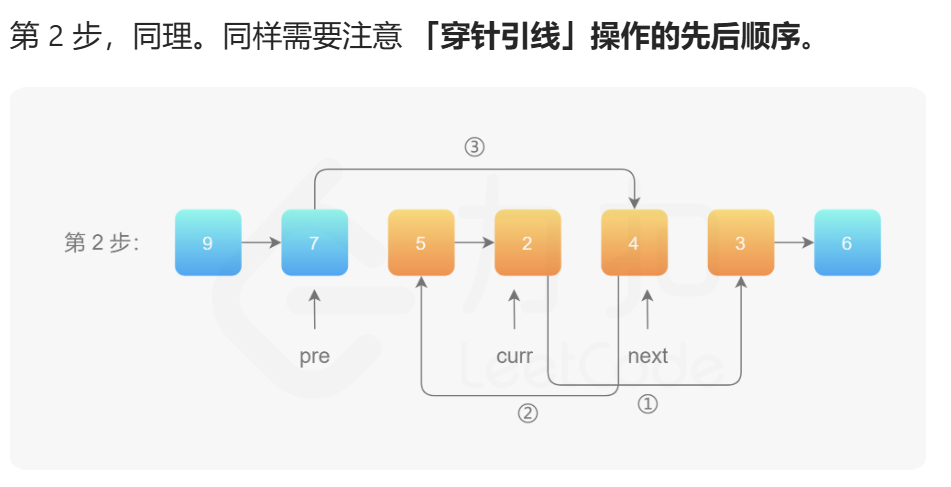 第 2 步，同理。同样需要注意 「穿针引线」操作的先后顺序。
③
第 2 步：
9 7 5 2 4 3 6
pre curr next
② ①
力扣
LeetCode